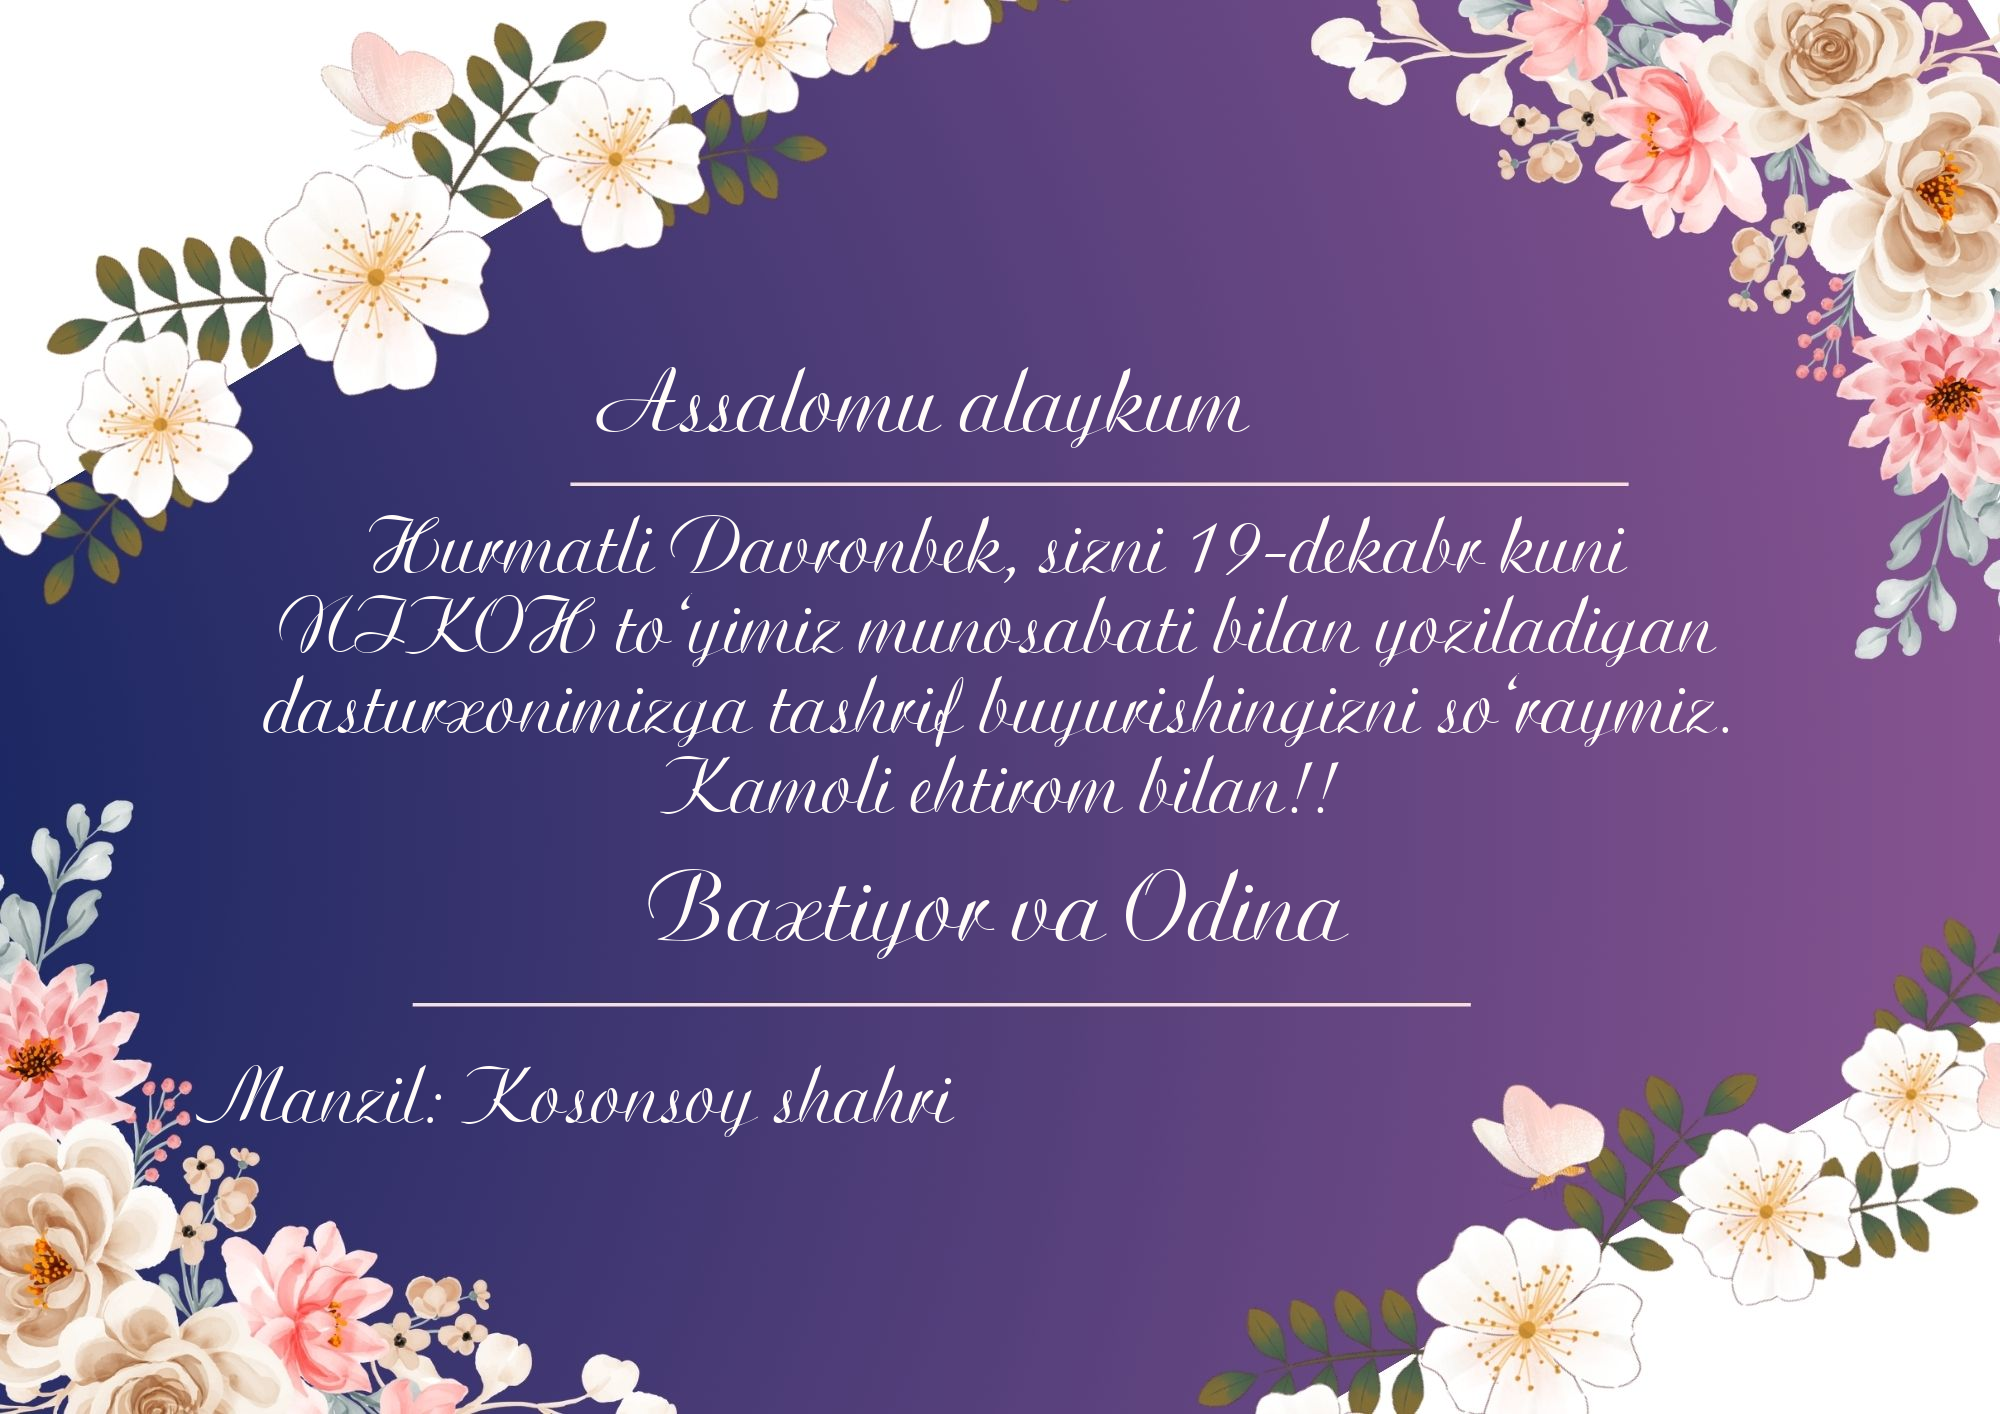 Assalomu alaykum
Hurmatli Davronbek, sizni 19-dekabr kuni
NIKOH to‘yimiz munosabati bilan yoziladigan
dasturxonimizga tashrif buyurishingizni so‘raymiz.
Kamoli ehtirom bilan!!
Baxtiyor va Odina
Manzil: Kosonsoy shahri